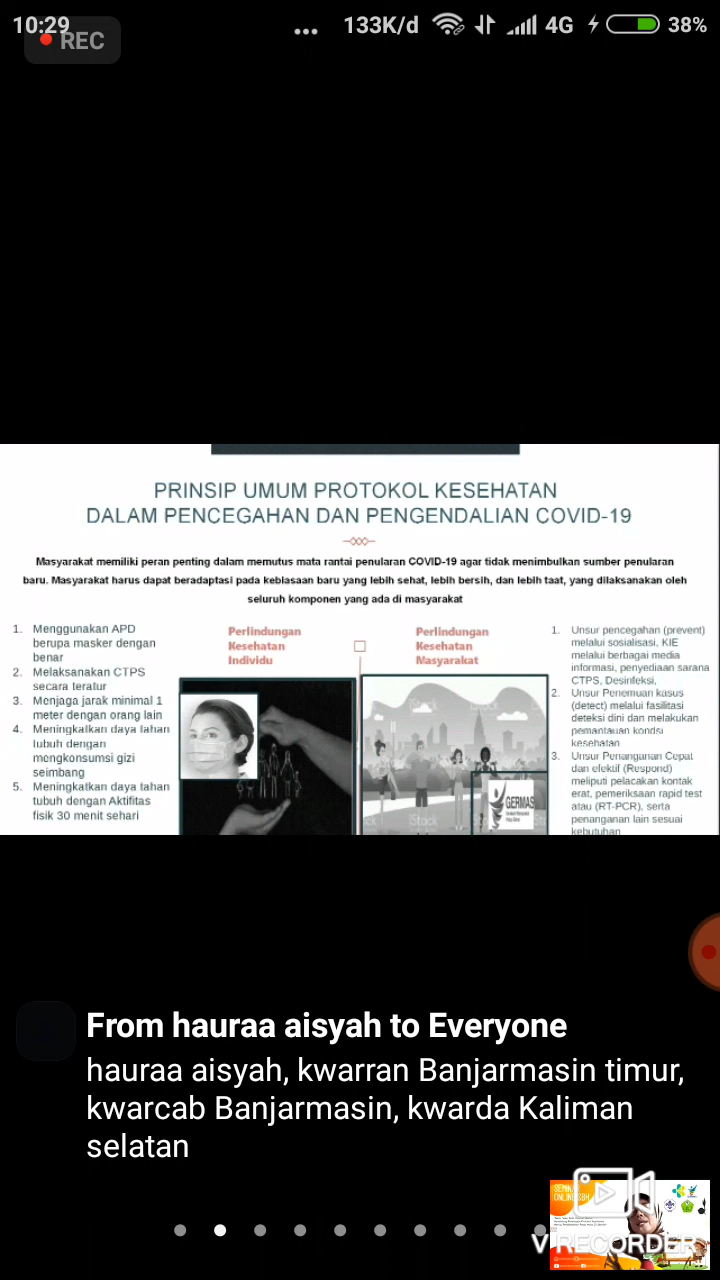 10:29
133K/d
4G
38%
REC
PRINSIP UMUM PROTOKOL KESEHATAN
DALAM PENCEGAHAN DAN PENGENDALIAN COVID-19
Masyarakat memiliki peran penting dalam memutus mata rantai penularan COVID-19 agar tidak menimbulkan sumber penularan
baru. Masyarakat harus dapat beradaptasi pada kebiasaan baru yang lebih sehat, lebih bersih, dan lebih taat, yang dilaksanakan oleh
seluruh komponen yang ada di masyarakat
1. Menggunakan APD
berupa masker dengan
benar
2. Melaksanakan CTPS
secara teratur
3. Menjaga jarak minimal 1
meter dengan orang lain
4. Meningkatkan daya tahan
tubuh dengan
mengkonsumsi gizi
seimbang
5. Meningkatkan daya tahan
tubuh dengan Aktifitas
fisik 30 menit sehari
Perlindungan
Kesehatan
Individu
Perlindungan
Kesehatan
Masyarakat
iStock
iStock
GERMAS
1. Unsur pencegahan (prevent)
melalui sosialisasi, KIE
melalui berbagai media
informasi, penyediaan sarana
CTPS, Desinfeksi,
2. Unsur Penemuan kasus
(detect) melalui fasilitasi
deteksi dini dan melakukan
pemantauan kondsi
kesehatan
3. Unsur Penanganan Cepat
dan efektif (Respond)
meliputi pelacakan kontak
erat, pemeriksaan rapid test
atau (RT-PCR), serta
penanganan lain sesuai
kebutuhan
From hauraa aisyah to Everyone
hauraa aisyah, kwarran Banjarmasin timur,
kwarcab Banjarmasin, kwarda Kaliman
selatan
V RECORDER